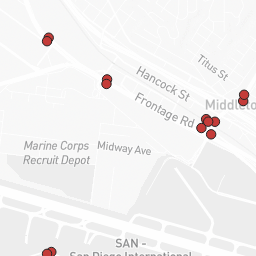 Titus St
Hancock St
Middleto
Frontage Rd
Marine Corps
Recruit Depot
Midway Ave
SAN -
San Diego International